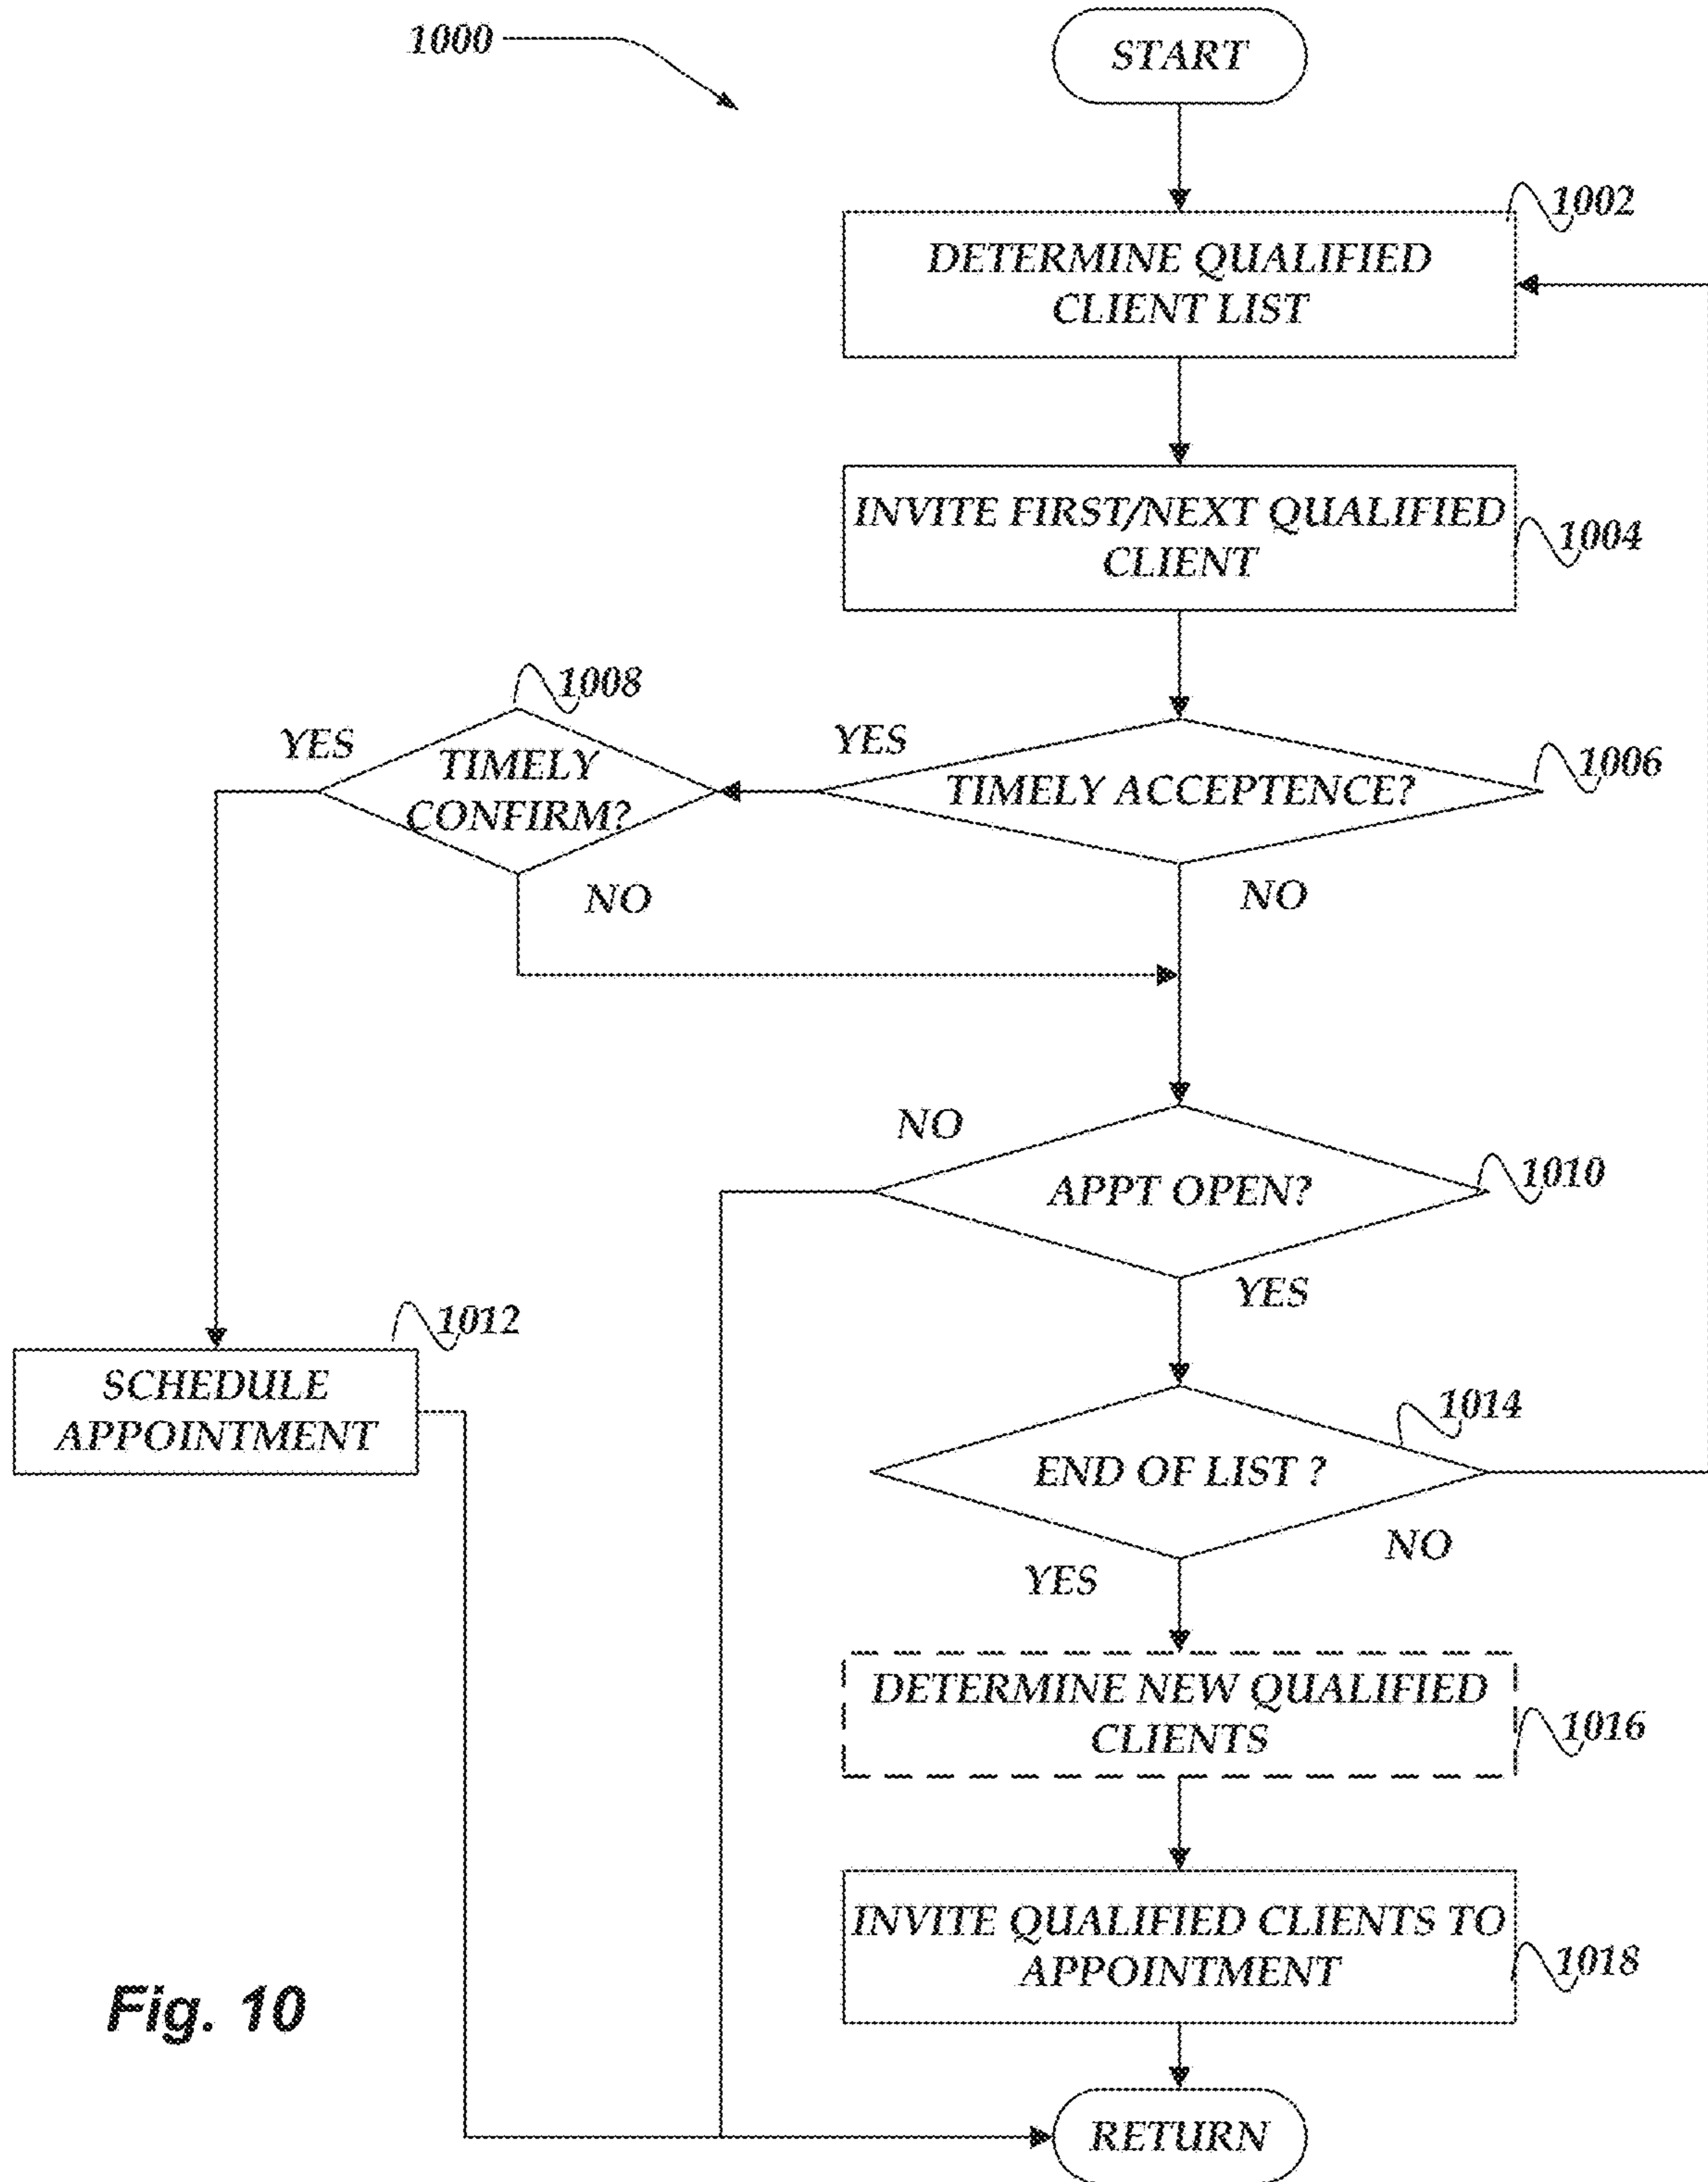 1000
START
1002
DETERMINE QUALIFIED
CLIENT LIST
INVITE FIRST/NEXT QUALIFIED
CLIENT
1004
1008
YES
TIMELY
CONFIRM?
NO
YES
TIMELY ACCEPTENCE?
1006
NO
NO
APPT OPEN?
1010
YES
1012
SCHEDULE
APPOINTMENT
1014
END OF LIST ?
NO
YES
DETERMINE NEW QUALIFIED
CLIENTS
1016
INVITE QUALIFIED CLIENTS TO
APPOINTMENT
1018
Fig. 10
RETURN